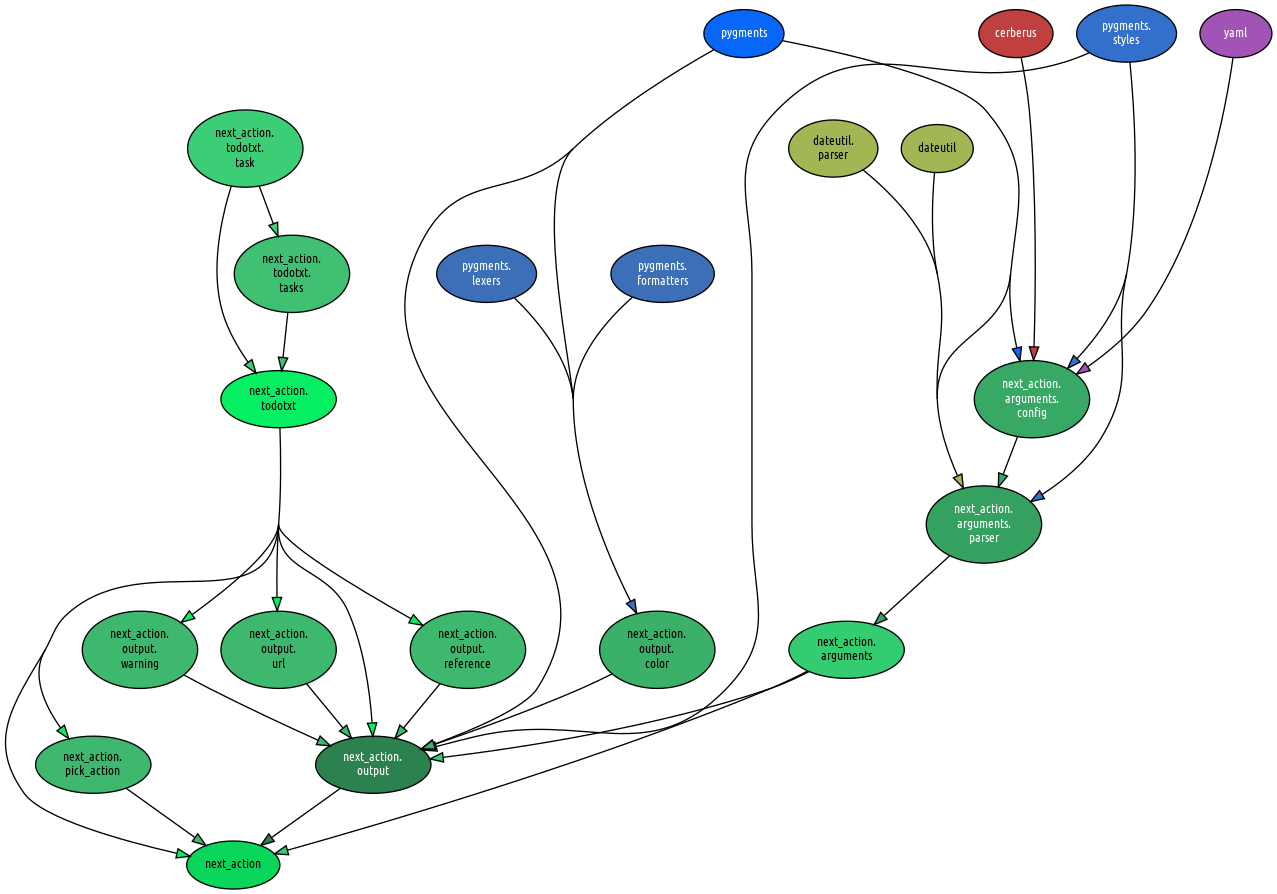 pygments
cerberus
pygments.
styles
yaml
next_action.
todotxt.
task
dateutil.
parser
dateutil
next_action.
todotxt.
tasks
pygments.
lexers
pygments.
formatters
next_action.
todotxt
next_action.
arguments.
config
next_action.
arguments.
parser
next_action.
output.
warning
next_action.
output.
url
next_action.
output.
reference
next_action.
output.
color
next_action.
arguments
next_action.
pick_action
next_action.
output
next_action